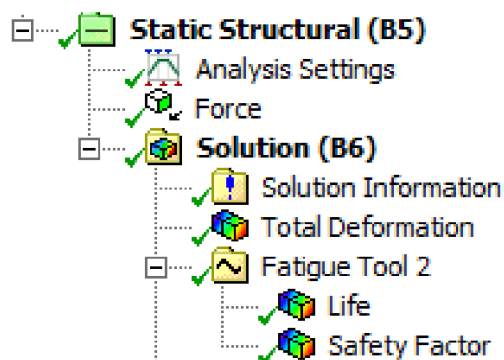 Static Structural (B5)
Analysis Settings
Force
Solution (B6)
Solution Information
Total Deformation
Fatigue Tool 2
Life
Safety Factor